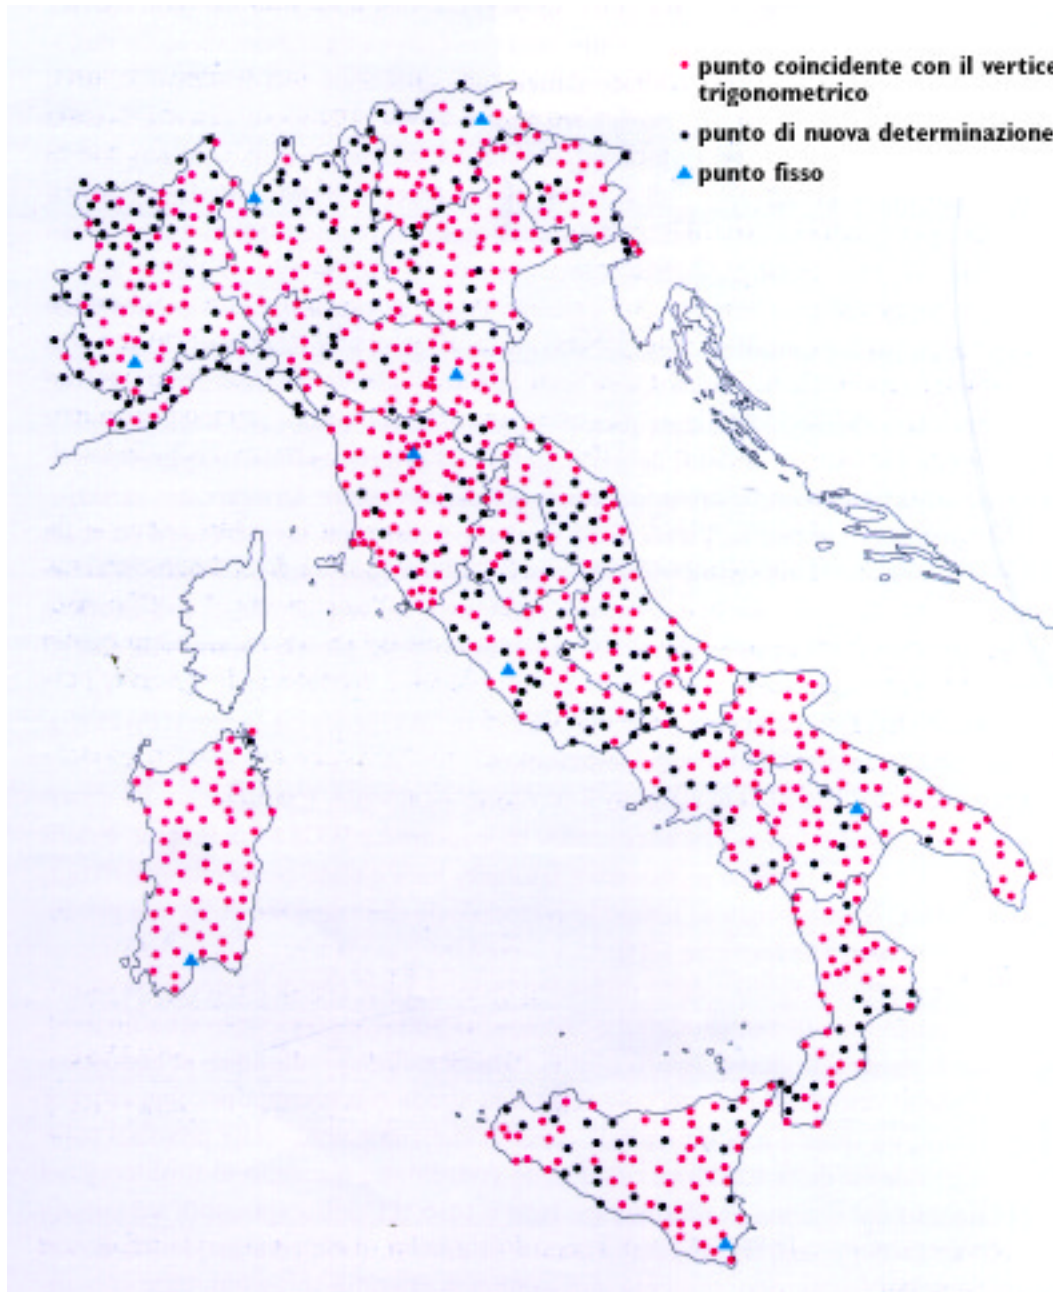 punto coincidente con il vertice
trigonometrico
punto di nuova determinazione
punto fisso